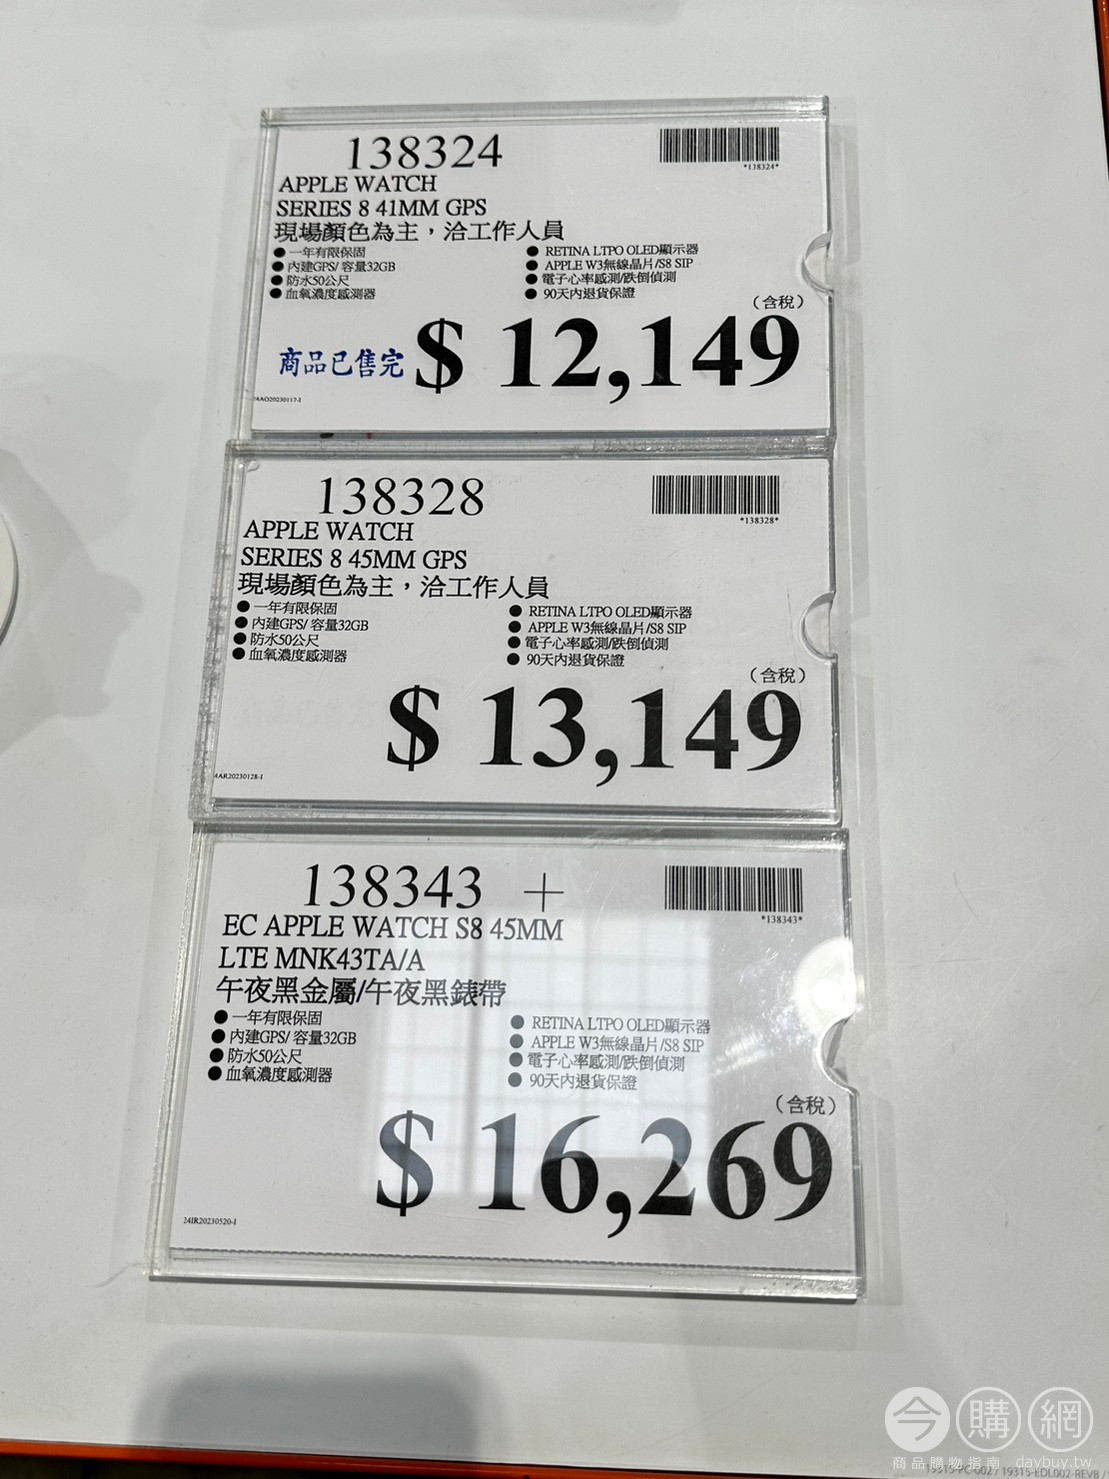 138324
*138324*
APPLE WATCH
SERIES 8 41MM GPS
現場顏色為主，洽工作人員
●一年有限保固
●內建GPS/ 容量32GB
●防水50公尺
●血氧濃度感測器
●RETINA LTPO OLED顯示器
●APPLE W3無線晶片/S8 SIP
●電子心率感測/跌倒偵測
●90天內退貨保證
（含稅）
商品已售完 $ 12,149
24AO20230117-I
138328
*138328*
APPLE WATCH
SERIES 8 45MM GPS
現場顏色為主，洽工作人員
●一年有限保固
●內建GPS/ 容量32GB
●防水50公尺
●血氧濃度感測器
●RETINA LTPO OLED顯示器
●APPLE W3無線晶片/S8 SIP
●電子心率感測/跌倒偵測
●90天內退貨保證
（含稅）
$ 13,149
4AR20230128-I
138343 +
*138343*
EC APPLE WATCH S8 45MM
LTE MNK43TA/A
午夜黑金屬/午夜黑錶帶
●一年有限保固
●內建GPS/ 容量32GB
●防水50公尺
●血氧濃度感測器
●RETINA LTPO OLED顯示器
●APPLE W3無線晶片/S8 SIP
●電子心率感測/跌倒偵測
●90天內退貨保證
（含稅）
$ 16,269
24IR20230520-I
今購網
商品購物指南 daybuy.tw